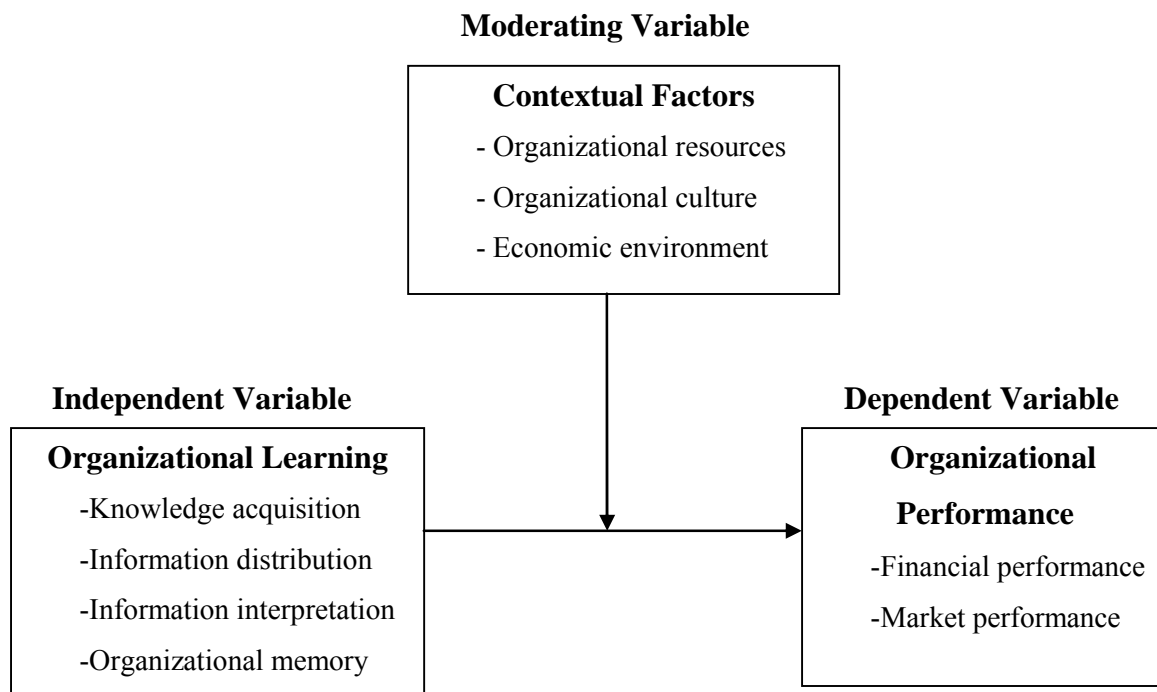 Moderating Variable
Contextual Factors
- Organizational resources
- Organizational culture
- Economic environment
Independent Variable
Organizational Learning
-Knowledge acquisition
-Information distribution
-Information interpretation
-Organizational memory
Dependent Variable
Organizational
Performance
-Financial performance
-Market performance